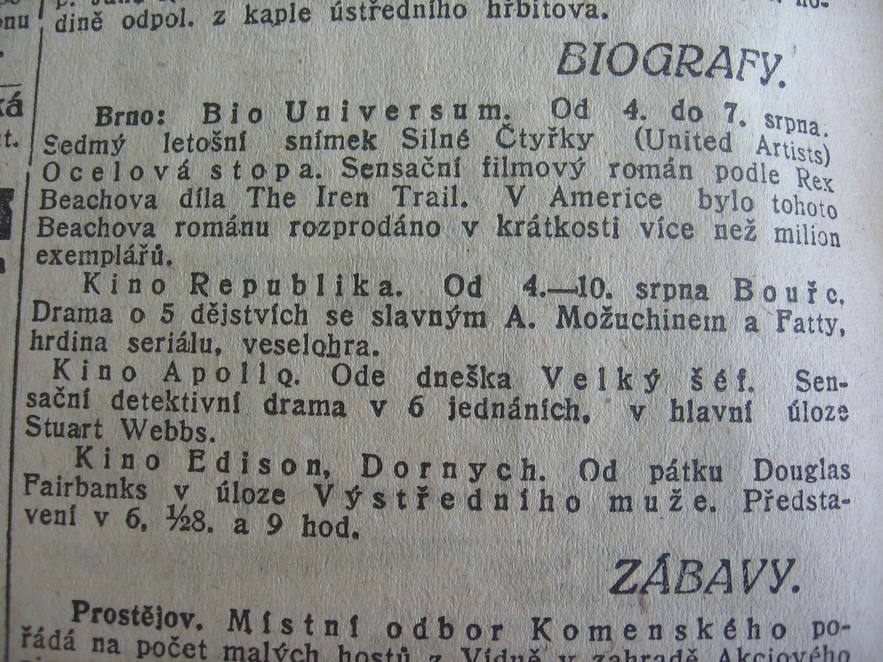 dině odpol. z kaple ústředního hřbitova.
BIOGRAFY.
Brno: Bio Universum. Od 4. do 7. srpna.
Sedmý letošní snímek Silné Čtyřky (United Artists)
Ocelová stopa. Sensační filmový román podle Rex
Beachova díla The Iren Trail. V Americe bylo tohoto
Beachova románu rozprodáno v krátkosti více než milion
exemplářů.
Kino Republika. Od 4.—10. srpna Bouřc.
Drama o 5 dějstvích se slavným A. Možuchinem a Fatty,
hrdina seriálu, veselohra.
Kino Apollo. Ode dneška Velký šéf. Sen-
sační detektivní drama v 6 jednáních, v hlavní úloze
Stuart Webbs.
Kino Edison, Dornych. Od pátku Douglas
Fairbanks v úloze Výstředního muže. Představ-
vení v 6, ½8. a 9 hod.
ZÁBAVY.
Prostějov. Místní odbor Komenského po-
řádá na počet malých hostů z Vídně v zahradě Akciového